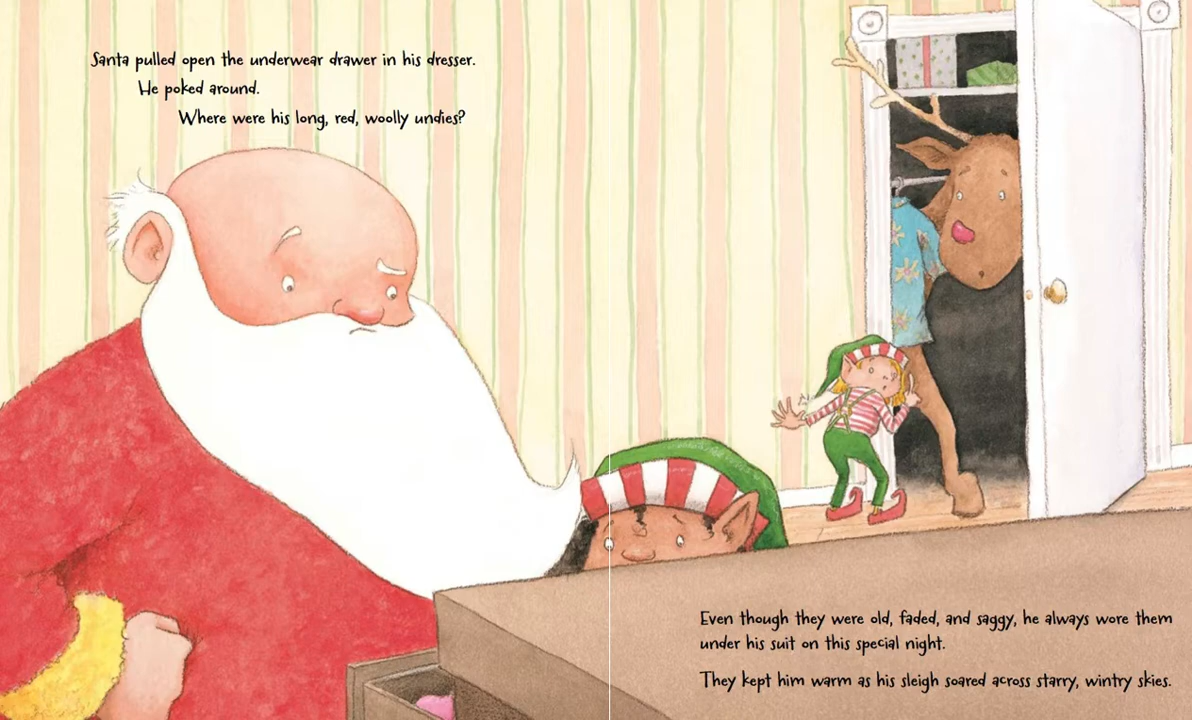 Santa pulled open the underwear drawer in his dresser.
He poked around.
Where were his long, red, woolly undies?
Even though they were old, faded, and saggy, he always wore them
under his suit on this special night.
They kept him warm as his sleigh soared across starry, wintry skies.